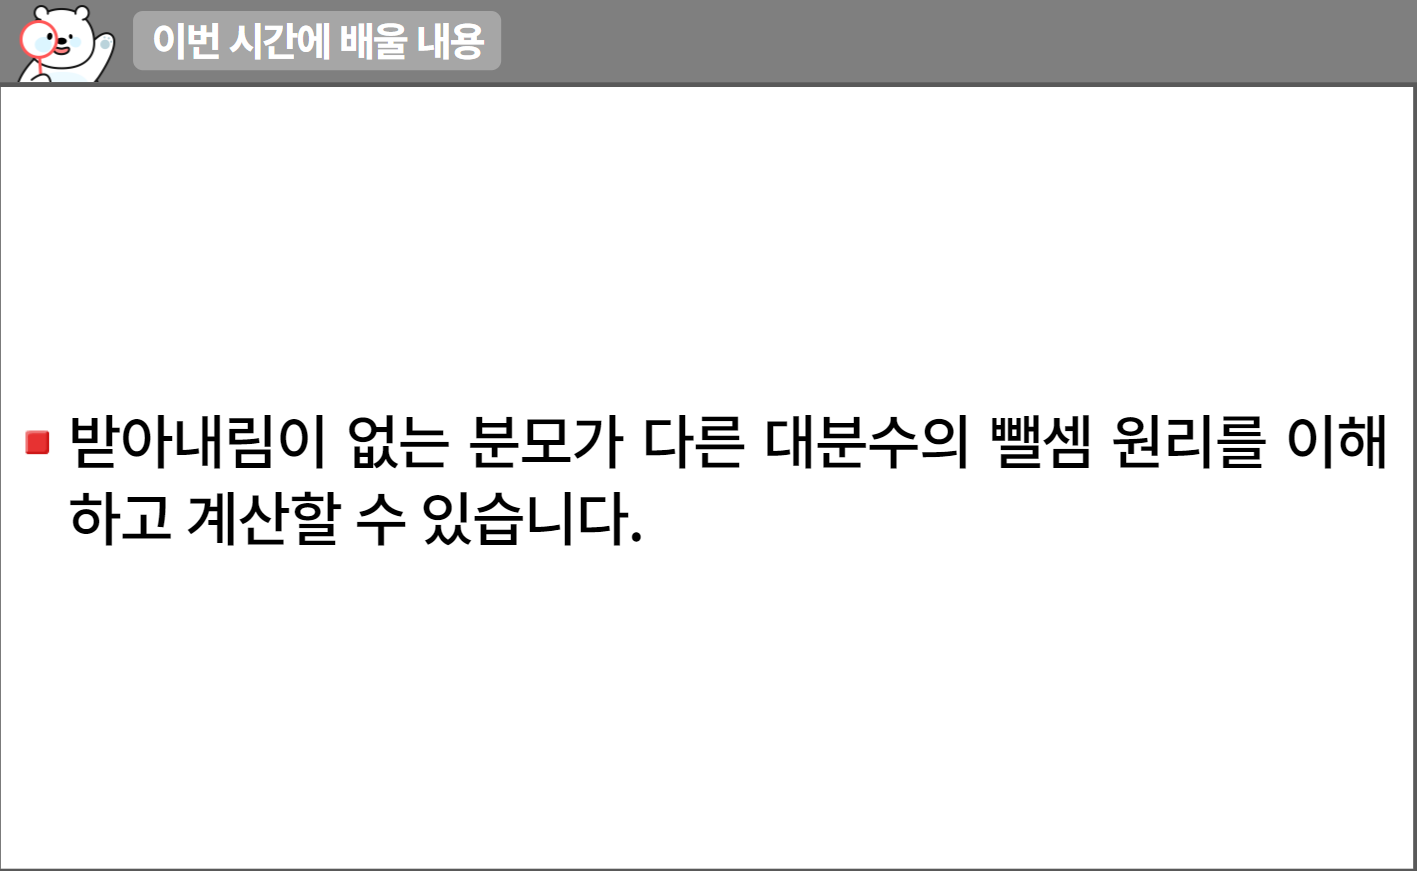 이번 시간에 배울 내용
받아내림이 없는 분모가 다른 대분수의 뺄셈 원리를 이해
하고 계산할 수 있습니다.